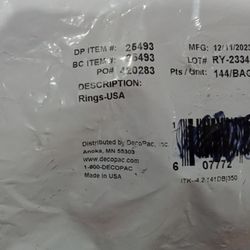 DP ITEM #: 25493
BC ITEM #: 25493
PO# 420283
DESCRIPTION:
Rings-USA
MFG: 12/11/202
LOT# RY-2334
Pts / Unit: 144/BAG
Distributed by DecoPac, Inc
Anoka, MN 55303
www.decopac.com
1-800-DECOPAC
Made in USA
6 07772